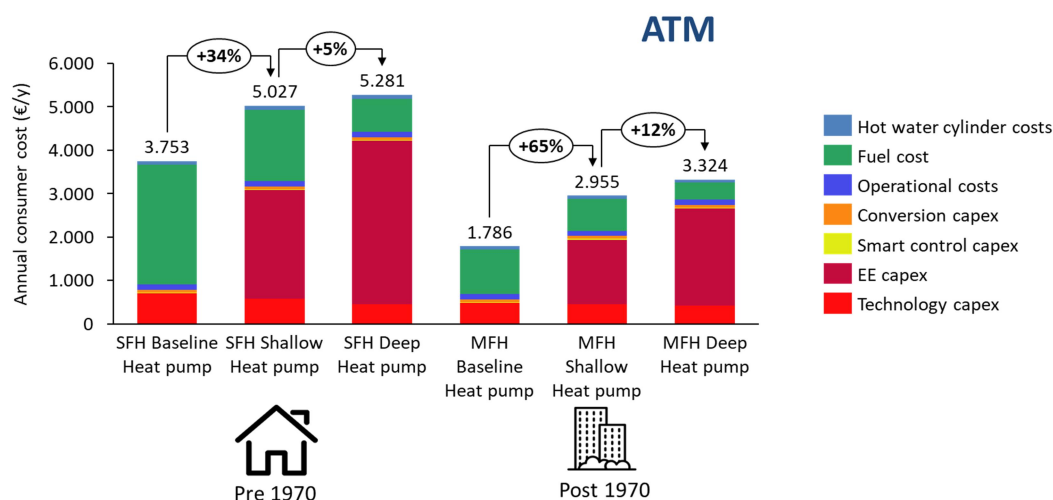 ATM
Annual consumer cost (€/y)
6.000
5.000
4.000
3.000
2.000
1.000
0
+34%
+5%
+65%
+12%
3.753
5.027
5.281
1.786
2.955
3.324
SFH Baseline
Heat pump
SFH Shallow
Heat pump
SFH Deep
Heat pump
MFH
Baseline
Heat pump
MFH
Shallow
Heat pump
MFH Deep
Heat pump
Pre 1970
Post 1970
Hot water cylinder costs
Fuel cost
Operational costs
Conversion capex
Smart control capex
EE capex
Technology capex